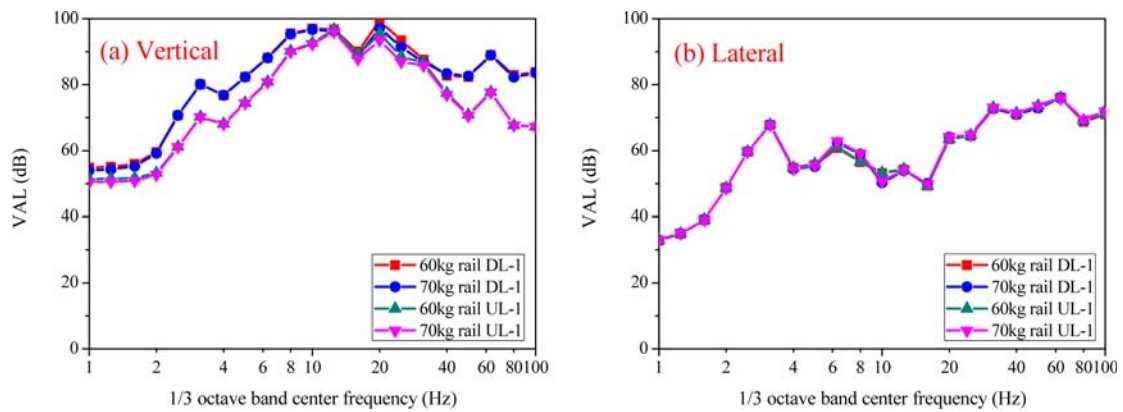 (a) Vertical
VAL (dB)
100
80
60
40
20
0
60kg rail DL-1
70kg rail DL-1
60kg rail UL-1
70kg rail UL-1
1 2 4 6 8 10 20 40 60 80 100
1/3 octave band center frequency (Hz)
(b) Lateral
VAL (dB)
100
80
60
40
20
0
60kg rail DL-1
70kg rail DL-1
60kg rail UL-1
70kg rail UL-1
1 2 4 6 8 10 20 40 60 80 100
1/3 octave band center frequency (Hz)